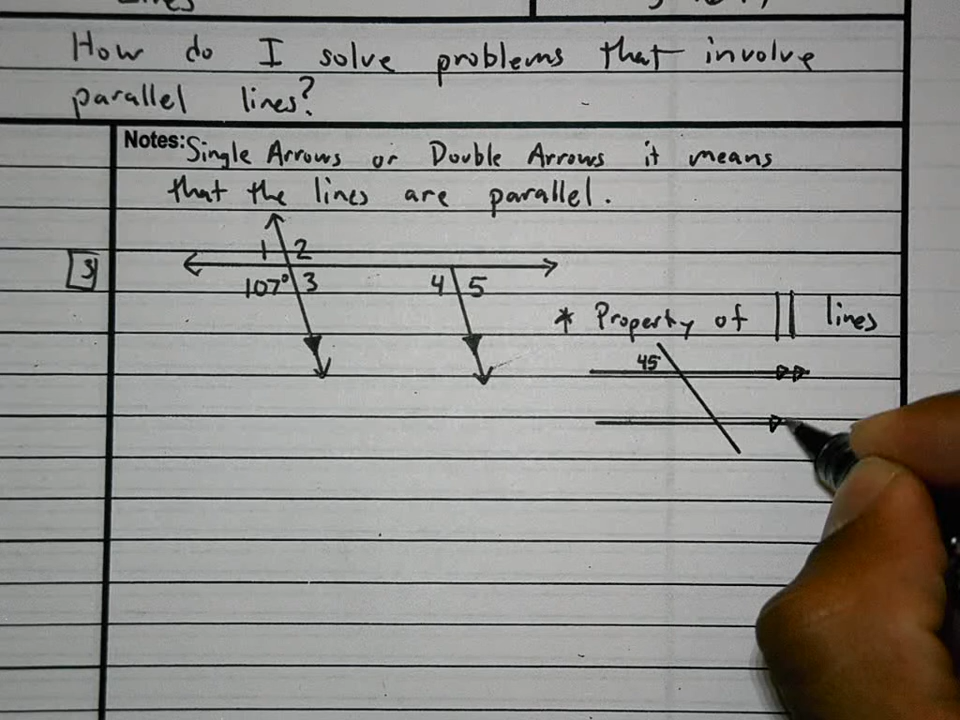 Lines
How do I solve problems that involve
parallel lines?
Notes: Single Arrows or Double Arrows it means
that the lines are parallel.
1 2
3
107° 3 4 5
* Property of || lines
45